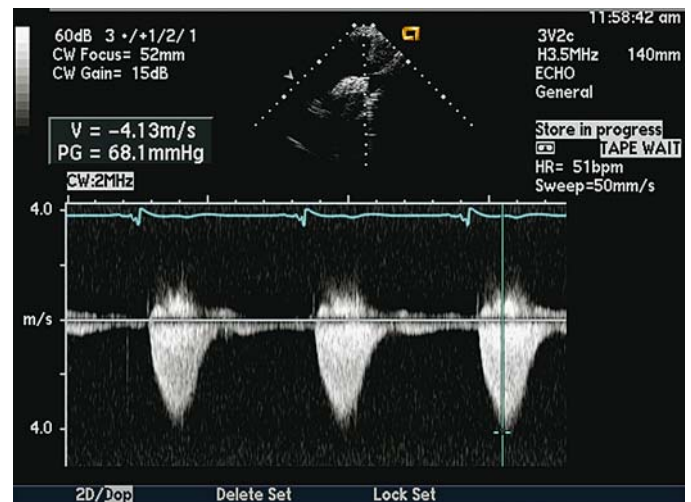 11:58:42 am
60dB 3 •/+1/2/ 1
CW Focus= 52mm
CW Gain= 15dB
3V2c
H3.5MHz 140mm
ECHO
General
V = -4.13m/s
PG = 68.1mmHg
Store in progress
TAPE WAIT
HR= 51bpm
Sweep=50mm/s
CW:2MHz
4.0
m/s
4.0
2D/Dop Delete Set Lock Set